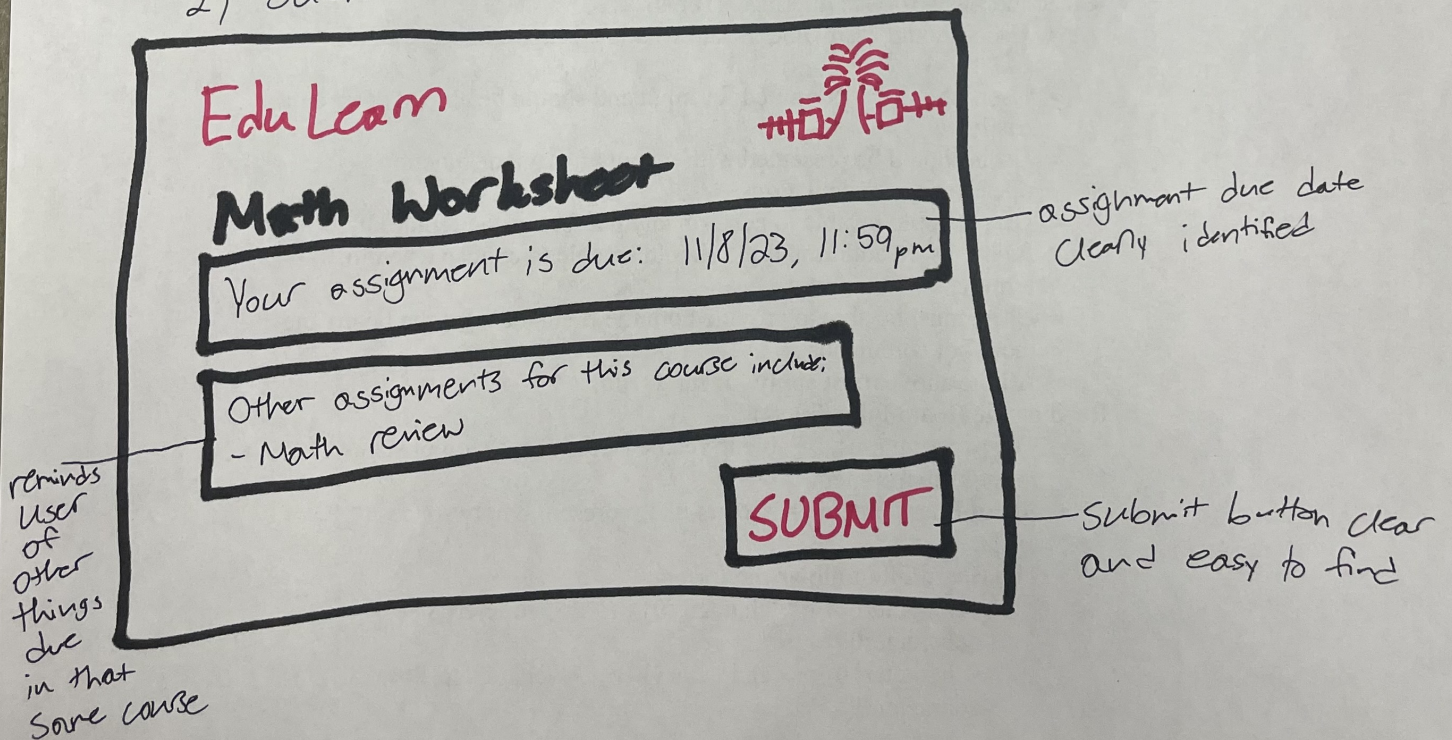 2)
EduLearn
Math Worksheet
Your assignment is due: 11/8/23, 11:59pm
assignment due date
clearly identified
Other assignments for this course include:
- Math review
reminds
user
of
other
things
due
in that
same course
SUBMIT
Submit button clear
and easy to find